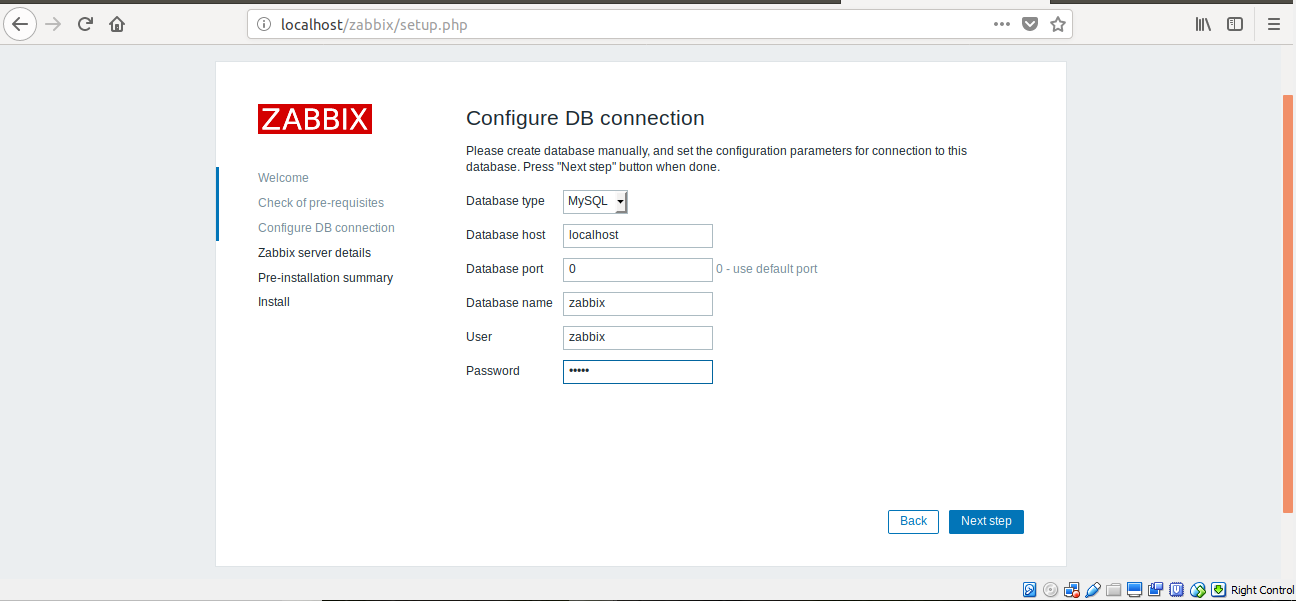 localhost/zabbix/setup.php
ZABBIX
Welcome
Check of pre-requisites
Configure DB connection
Zabbix server details
Pre-installation summary
Install
Configure DB connection
Please create database manually, and set the configuration parameters for connection to this
database. Press "Next step" button when done.
Database type MySQL
Database host localhost
Database port 0 0 - use default port
Database name zabbix
User zabbix
Password •••••
Back Next step
Right Control